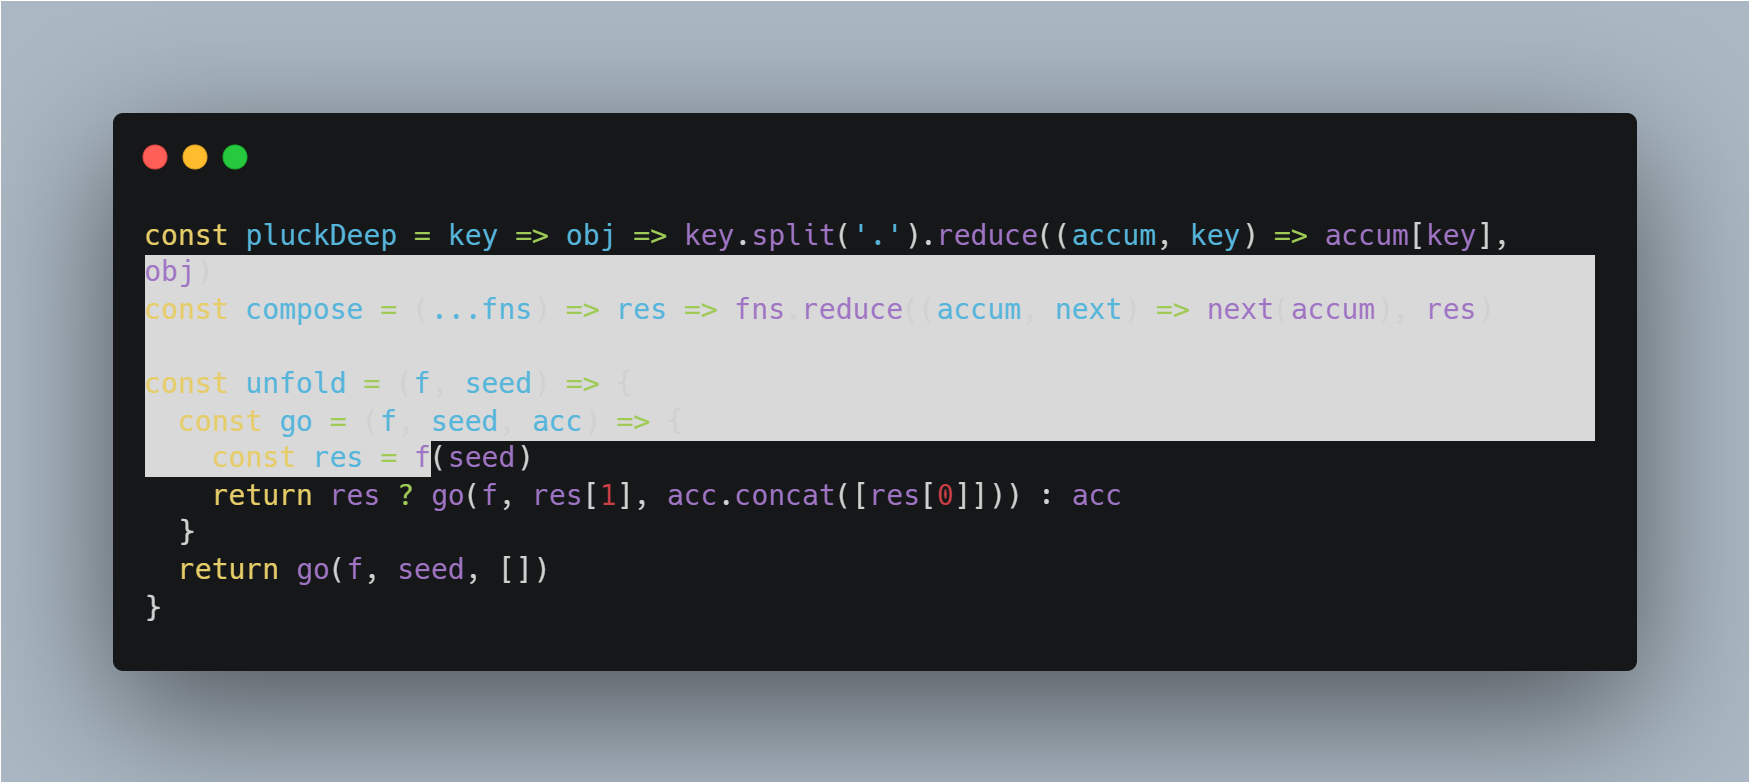 const pluckDeep = key => obj => key.split('.').reduce((accum, key) => accum[key],
obj)
const compose = (...fns) => res => fns.reduce((accum, next) => next(accum), res)

const unfold = (f, seed) => {
  const go = (f, seed, acc) => {
    const res = f(seed)
    return res ? go(f, res[1], acc.concat([res[0]])) : acc
  }
  return go(f, seed, [])
}